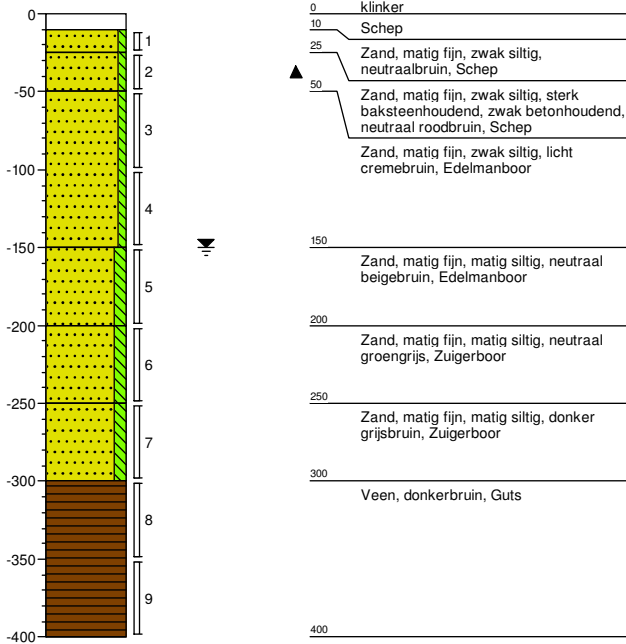 0
-50
-100
-150
-200
-250
-300
-350
-400
1
2
3
4
5
6
7
8
9
0
klinker
10
Schep
25
Zand, matig fijn, zwak siltig,
neutraalbruin, Schep
50
Zand, matig fijn, zwak siltig, sterk
baksteenhoudend, zwak betonhoudend,
neutraal roodbruin, Schep
Zand, matig fijn, zwak siltig, licht
cremebruin, Edelmanboor
150
Zand, matig fijn, matig siltig, neutraal
beigebruin, Edelmanboor
200
Zand, matig fijn, matig siltig, neutraal
groengrijs, Zuigerboor
250
Zand, matig fijn, matig siltig, donker
grijsbruin, Zuigerboor
300
Veen, donkerbruin, Guts
400